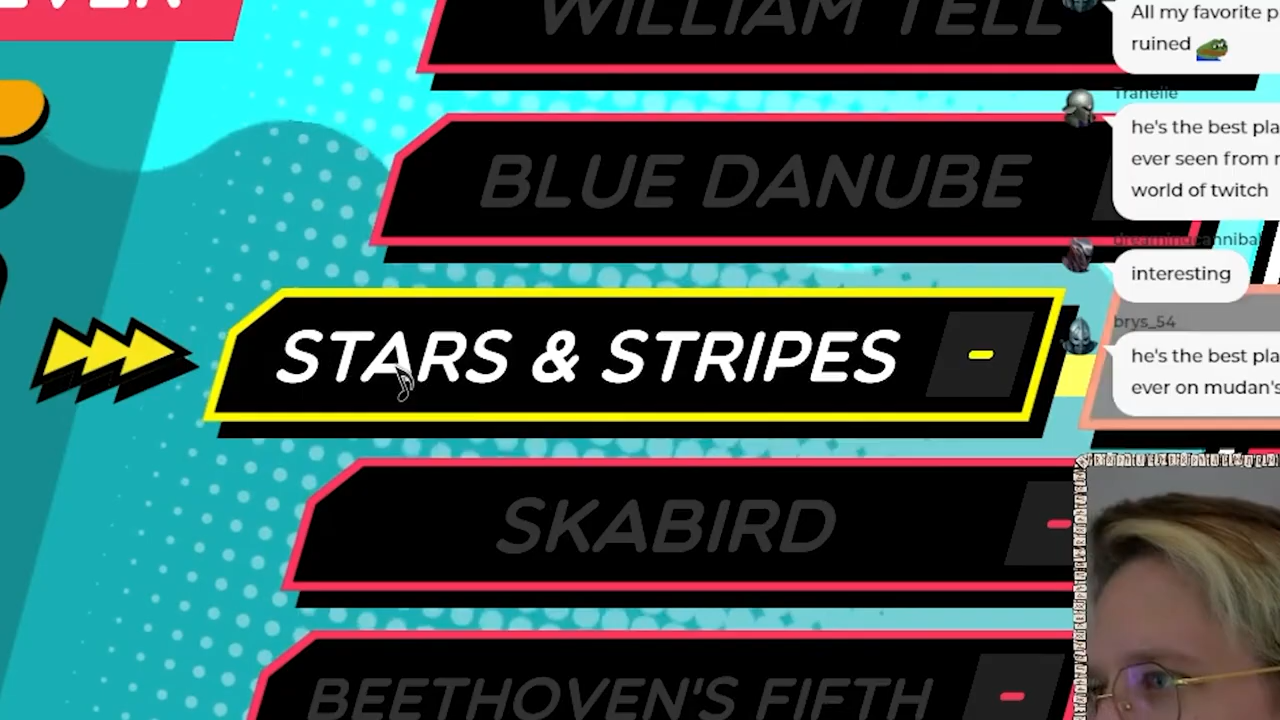 WILLIAM TELL
BLUE DANUBE
STARS & STRIPES
SKABIRD
BEETHOVEN'S FIFTH
All my favorite p
ruined
Tranelle
he's the best pla
ever seen from
world of twitch
dreamingcannibal
interesting
brys_54
he's the best pla
ever on mudan's